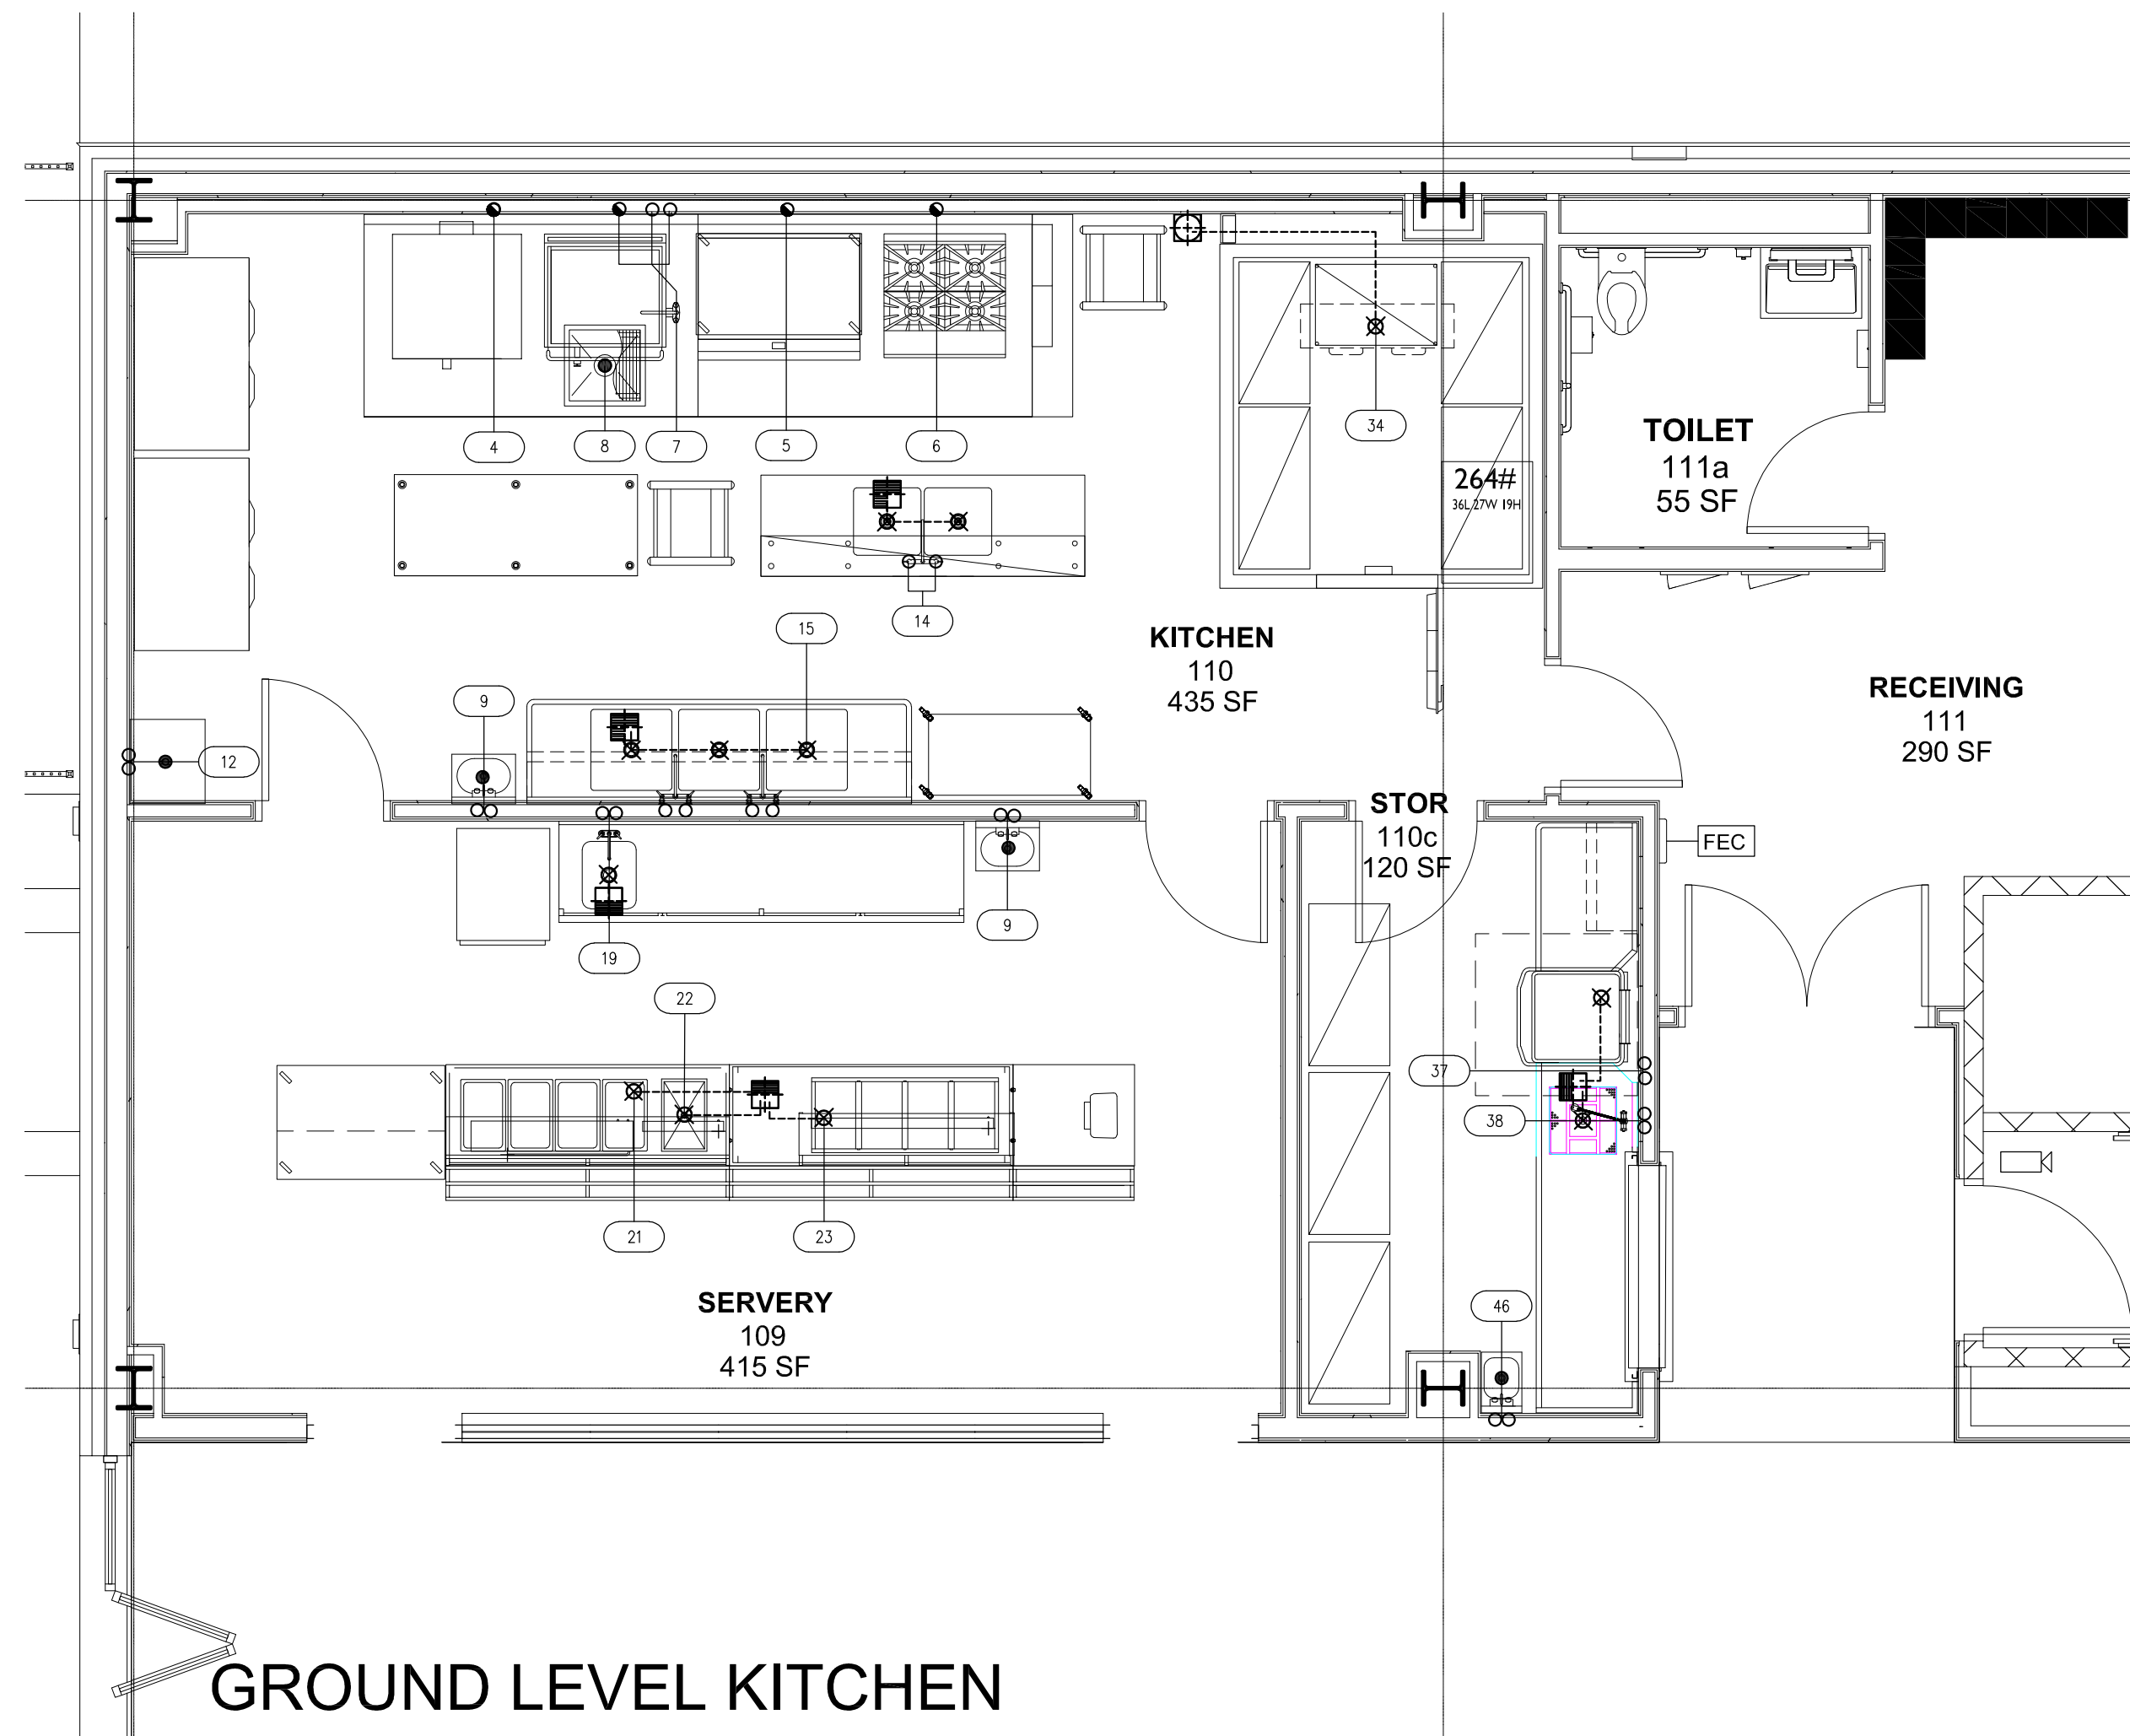 4
8
7
5
6
34
TOILET
111a
55 SF
264#
36L 27W 19H
14
15
KITCHEN
110
435 SF
9
12
RECEIVING
111
290 SF
STOR
110c
120 SF
FEC
9
19
22
37
38
21
23
SERVERY
109
415 SF
46
GROUND LEVEL KITCHEN